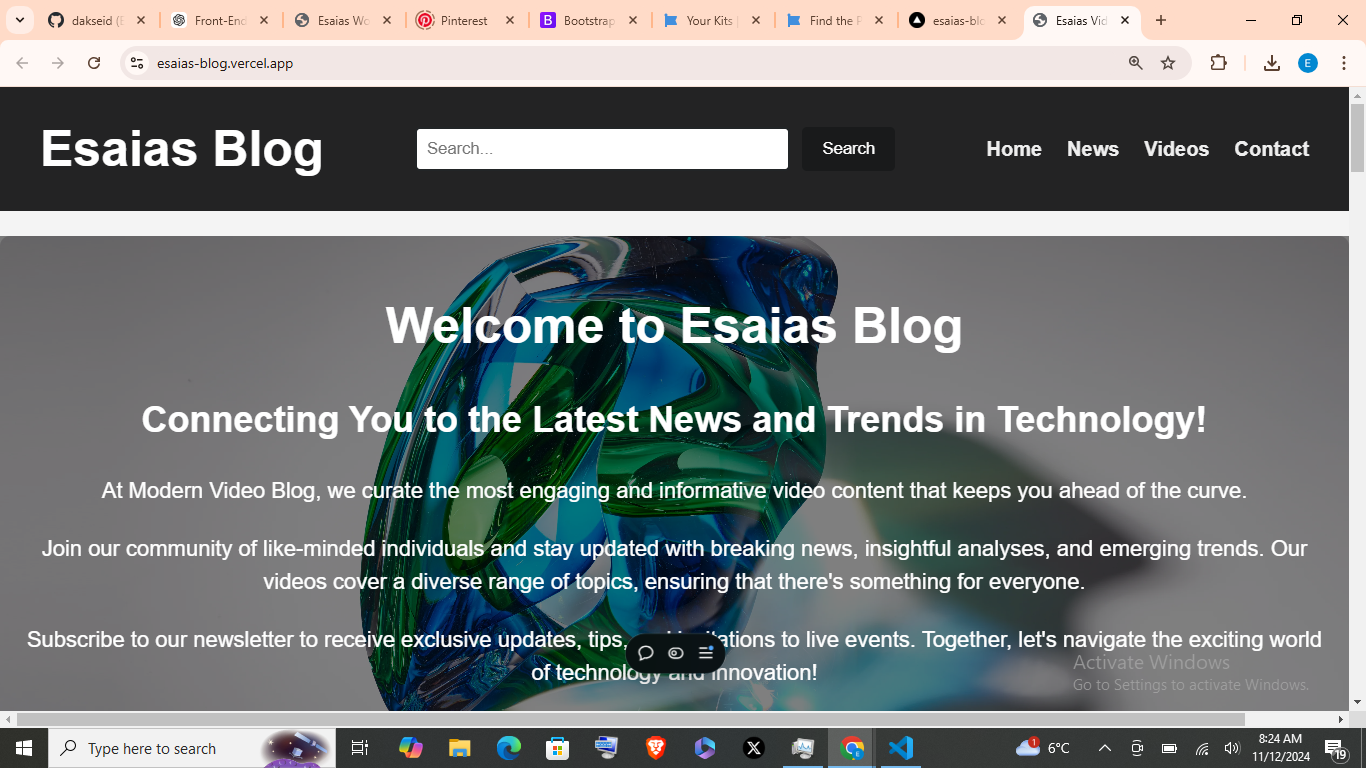 dakseid (E
Front-End
Esaias Wo
Pinterest
Bootstrap
Your Kits |
Find the P
esaias-blo
Esaias Vid
esaias-blog.vercel.app
E
Esaias Blog
Search...
Search
Home
News
Videos
Contact
Welcome to Esaias Blog
Connecting You to the Latest News and Trends in Technology!
At Modern Video Blog, we curate the most engaging and informative video content that keeps you ahead of the curve.
Join our community of like-minded individuals and stay updated with breaking news, insightful analyses, and emerging trends. Our
videos cover a diverse range of topics, ensuring that there's something for everyone.
Subscribe to our newsletter to receive exclusive updates, tips, and invitations to live events. Together, let's navigate the exciting world
of technology and innovation!
Activate Windows
Go to Settings to activate Windows.
Type here to search
1
6°C
8:24 AM
11/12/2024
19